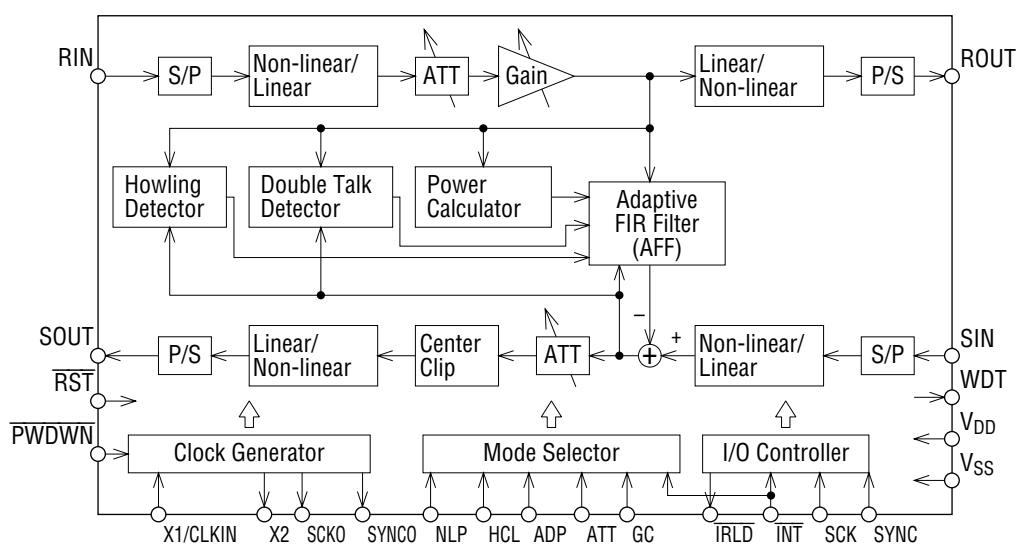 RIN
S/P
Non-linear/
Linear
ATT
Gain
Linear/
Non-linear
P/S
ROUT
Howling
Detector
Double Talk
Detector
Power
Calculator
Adaptive
FIR Filter
(AFF)
–
+
+
SOUT
P/S
Linear/
Non-linear
Center
Clip
ATT
Non-linear/
Linear
S/P
SIN
RST
WDT
PWDWN
VDD
VSS
Clock Generator
Mode Selector
I/O Controller
X1/CLKIN
X2
SCKO
SYNCO
NLP
HCL
ADP
ATT
GC
IRLD
INT
SCK
SYNC